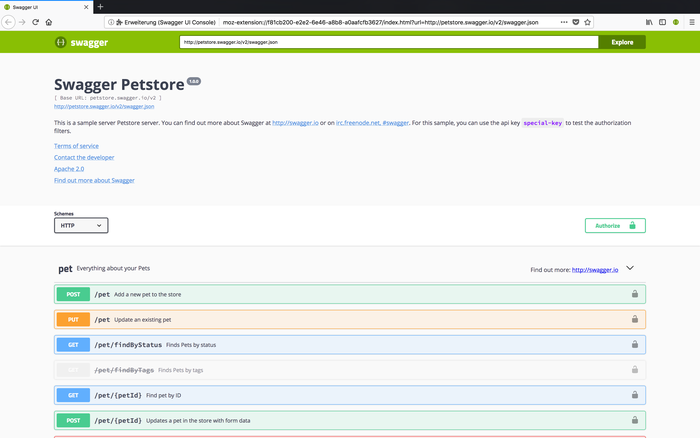 Swagger UI
Erweiterung (Swagger UI Console)
moz-extension://f81cb200-e2e2-6e46-a8b8-a0aafcfb3627/index.html?url=http://petstore.swagger.io/v2/swagger.json
swagger
http://petstore.swagger.io/v2/swagger.json
Explore
Swagger Petstore 1.0.0
[ Base URL: petstore.swagger.io/v2 ]
http://petstore.swagger.io/v2/swagger.json
This is a sample server Petstore server. You can find out more about Swagger at http://swagger.io or on irc.freenode.net, #swagger. For this sample, you can use the api key special-key to test the authorization
filters.
Terms of service
Contact the developer
Apache 2.0
Find out more about Swagger
Schemes
HTTP
Authorize
pet Everything about your Pets
Find out more: http://swagger.io
POST /pet Add a new pet to the store
PUT /pet Update an existing pet
GET /pet/findByStatus Finds Pets by status
GET /pet/findByTags Finds Pets by tags
GET /pet/{petId} Find pet by ID
POST /pet/{petId} Updates a pet in the store with form data